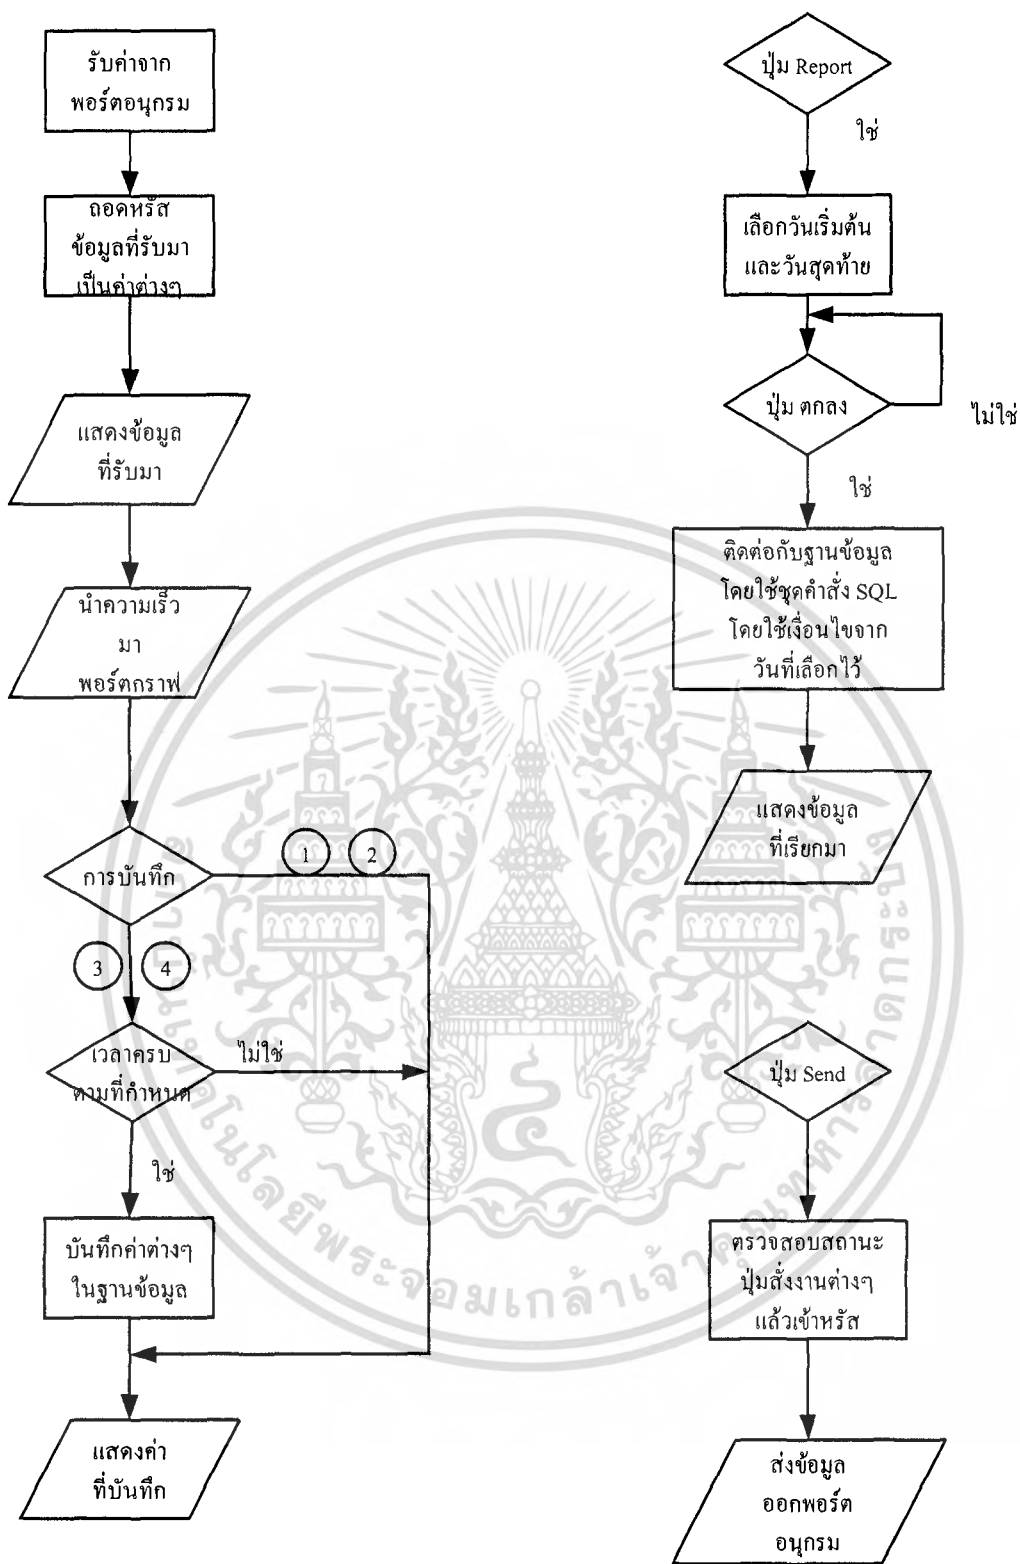 รับค่าจาก
พอร์ตอนุกรม
ถอดหรัส
ข้อมูลที่รับมา
เป็นค่าต่างๆ
แสดงข้อมูล
ที่รับมา
นำความเร็ว
มา
พอร์ตกราฟ
การบันทึก
1
2
3
4
เวลาครบ
ตามที่กำหนด
ไม่ใช่
ใช่
บันทึกค่าต่างๆ
ในฐานข้อมูล
แสดงค่า
ที่บันทึก
ปุ่ม Report
ใช่
เลือกวันเริ่มต้น
และวันสุดท้าย
ปุ่ม ตกลง
ไม่ใช่
ใช่
ติดต่อกับฐานข้อมูล
โดยใช้ชุดคำสั่ง SQL
โดยใช้เงื่อนไขจาก
วันที่เลือกไว้
แสดงข้อมูล
ที่เรียกมา
ปุ่ม Send
ตรวจสอบสถานะ
ปุ่มสั่งงานต่างๆ
แล้วเข้าหรัส
ส่งข้อมูล
ออกพอร์ต
อนุกรม